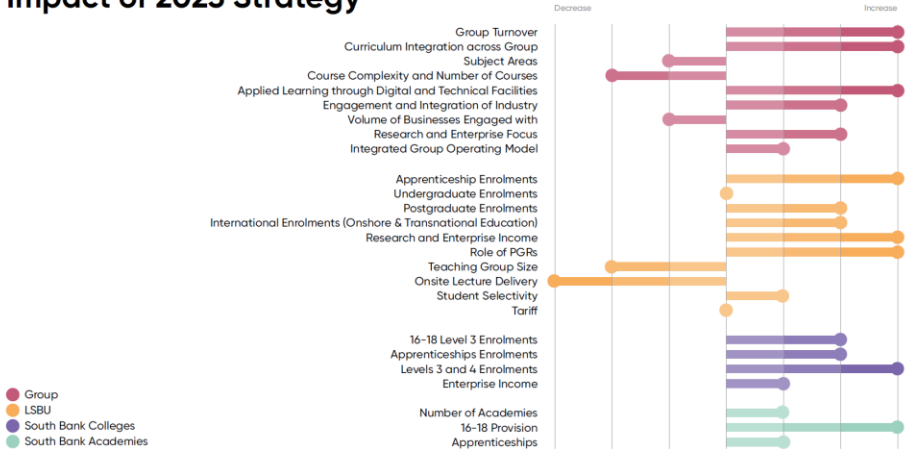 Impact of 2025 Strategy
Decrease
Increase
Group Turnover
Curriculum Integration across Group
Subject Areas
Course Complexity and Number of Courses
Applied Learning through Digital and Technical Facilities
Engagement and Integration of Industry
Volume of Businesses Engaged with
Research and Enterprise Focus
Integrated Group Operating Model
Apprenticeship Enrolments
Undergraduate Enrolments
Postgraduate Enrolments
International Enrolments (Onshore & Transnational Education)
Research and Enterprise Income
Role of PGRs
Teaching Group Size
Onsite Lecture Delivery
Student Selectivity
Tariff
16-18 Level 3 Enrolments
Apprenticeships Enrolments
Levels 3 and 4 Enrolments
Enterprise Income
Number of Academies
16-18 Provision
Apprenticeships
Group
LSBU
South Bank Colleges
South Bank Academies